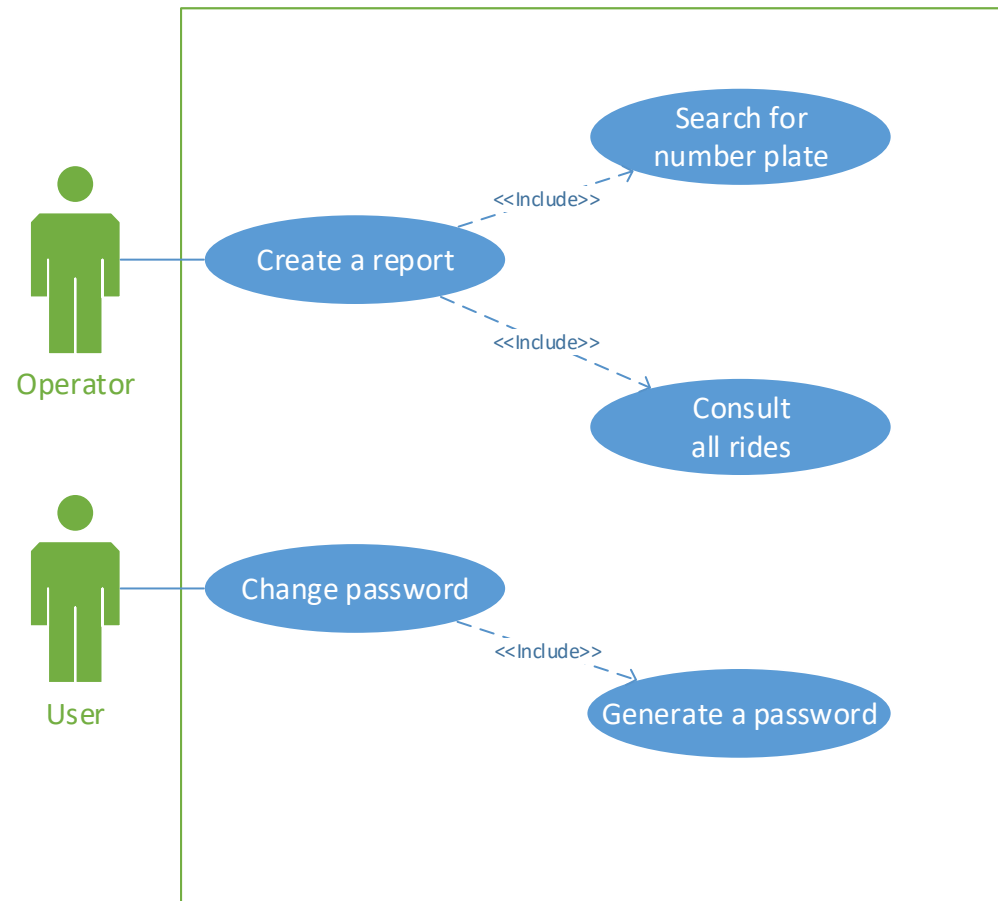 Search for
number plate
<<Include>>
Create a report
<<Include>>
Operator
Consult
all rides
Change password
<<Include>>
User
Generate a password